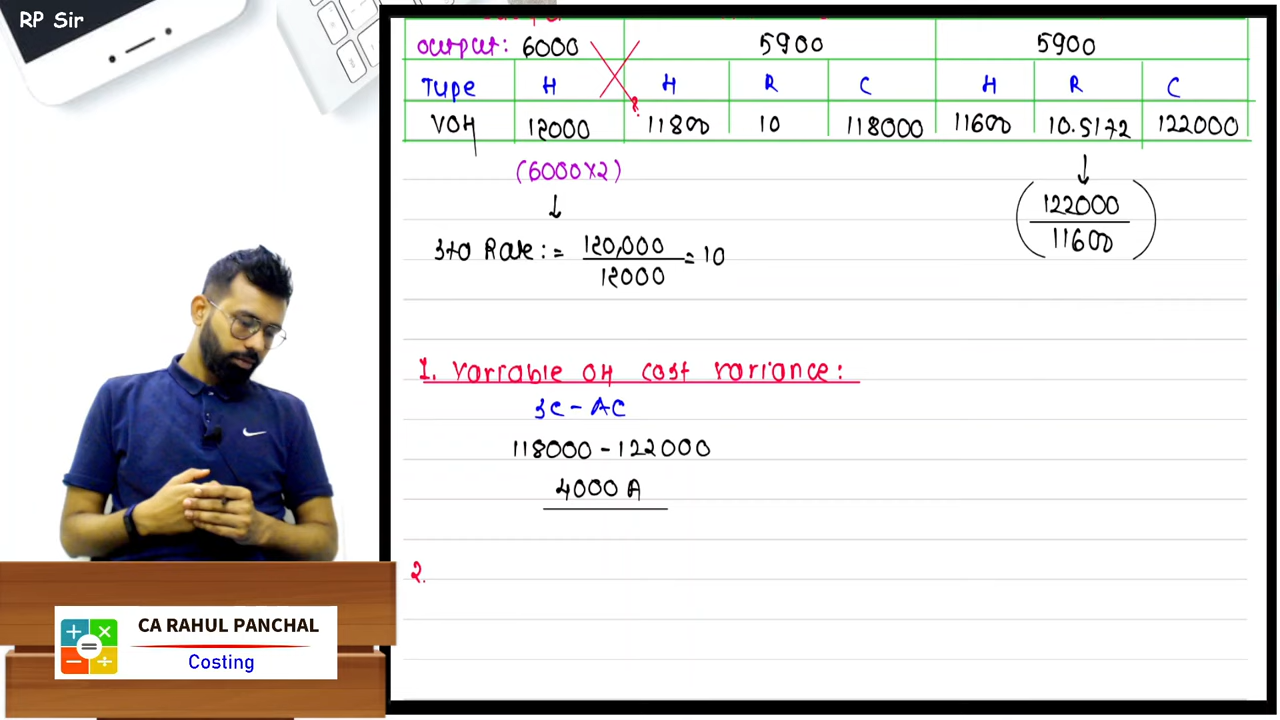 RP Sir
output: 6000 5900 5900
Type H H R C H R C
?
VOH 12000 11800 10 118000 11600 10.5172 122000
(6000x2)
122000
11600
Std Rate:= 120,000 = 10
12000
1. Variable OH cost variance:
SC - AC
118000 - 122000
4000 A
2.
CA RAHUL PANCHAL
Costing